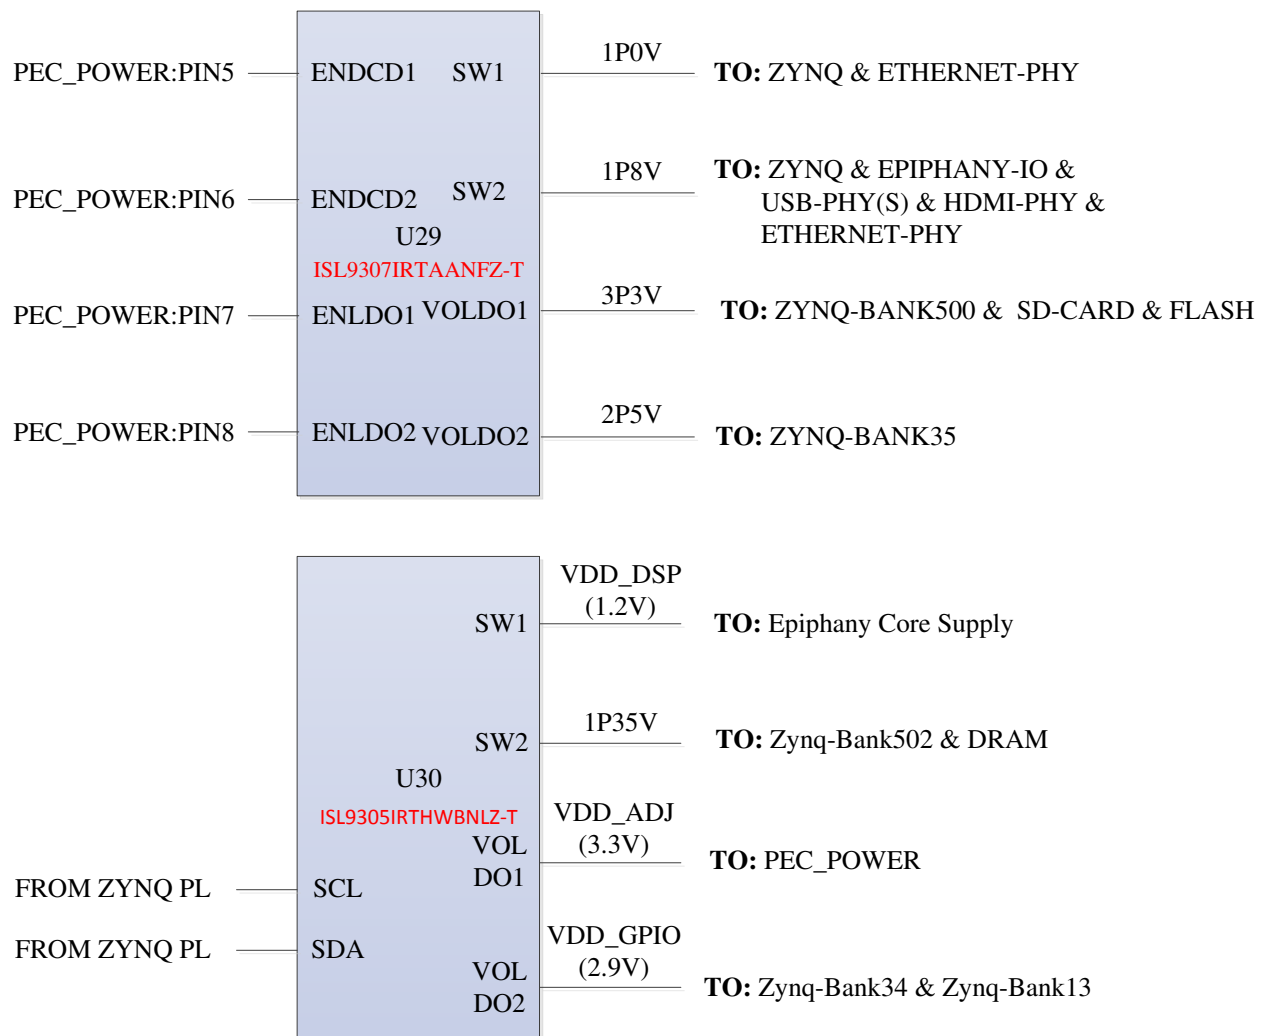 PEC_POWER:PIN5
ENDCD1
SW1
1P0V
TO: ZYNQ & ETHERNET-PHY
PEC_POWER:PIN6
ENDCD2
SW2
1P8V
TO: ZYNQ & EPIPHANY-IO &
USB-PHY(S) & HDMI-PHY &
ETHERNET-PHY
U29
ISL9307IRTAANFZ-T
PEC_POWER:PIN7
ENLDO1
VOLDO1
3P3V
TO: ZYNQ-BANK500 & SD-CARD & FLASH
PEC_POWER:PIN8
ENLDO2
VOLDO2
2P5V
TO: ZYNQ-BANK35
SW1
VDD_DSP
(1.2V)
TO: Epiphany Core Supply
SW2
1P35V
TO: Zynq-Bank502 & DRAM
U30
ISL9305IRTHWBNLZ-T
VOL
DO1
VDD_ADJ
(3.3V)
TO: PEC_POWER
FROM ZYNQ PL
SCL
FROM ZYNQ PL
SDA
VOL
DO2
VDD_GPIO
(2.9V)
TO: Zynq-Bank34 & Zynq-Bank13